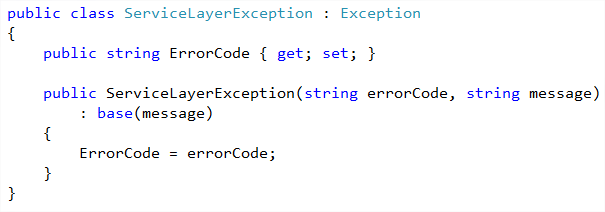 public class ServiceLayerException : Exception
{
    public string ErrorCode { get; set; }
    public ServiceLayerException(string errorCode, string message)
        : base(message)
    {
        ErrorCode = errorCode;
    }
}